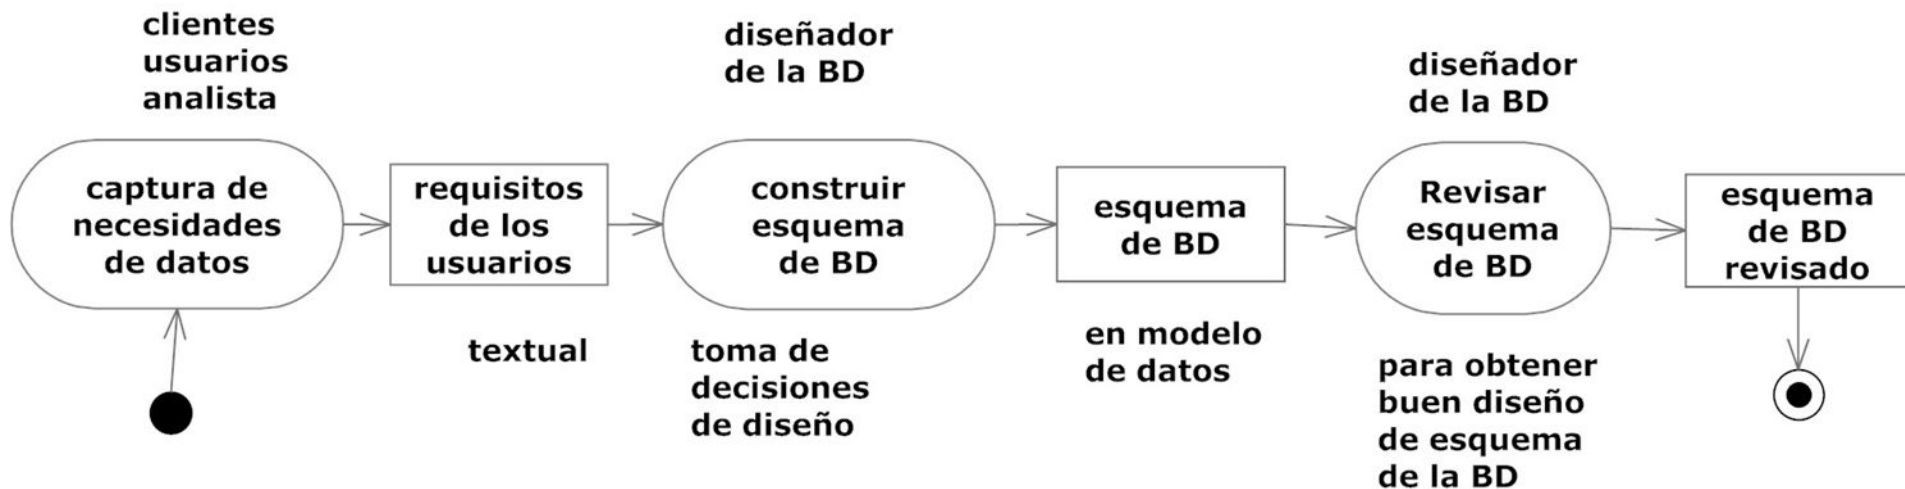 clientes
usuarios
analista
captura de
necesidades
de datos
requisitos
de los
usuarios
textual
diseñador
de la BD
construir
esquema
de BD
toma de
decisiones
de diseño
esquema
de BD
en modelo
de datos
diseñador
de la BD
Revisar
esquema
de BD
para obtener
buen diseño
de esquema
de la BD
esquema
de BD
revisado